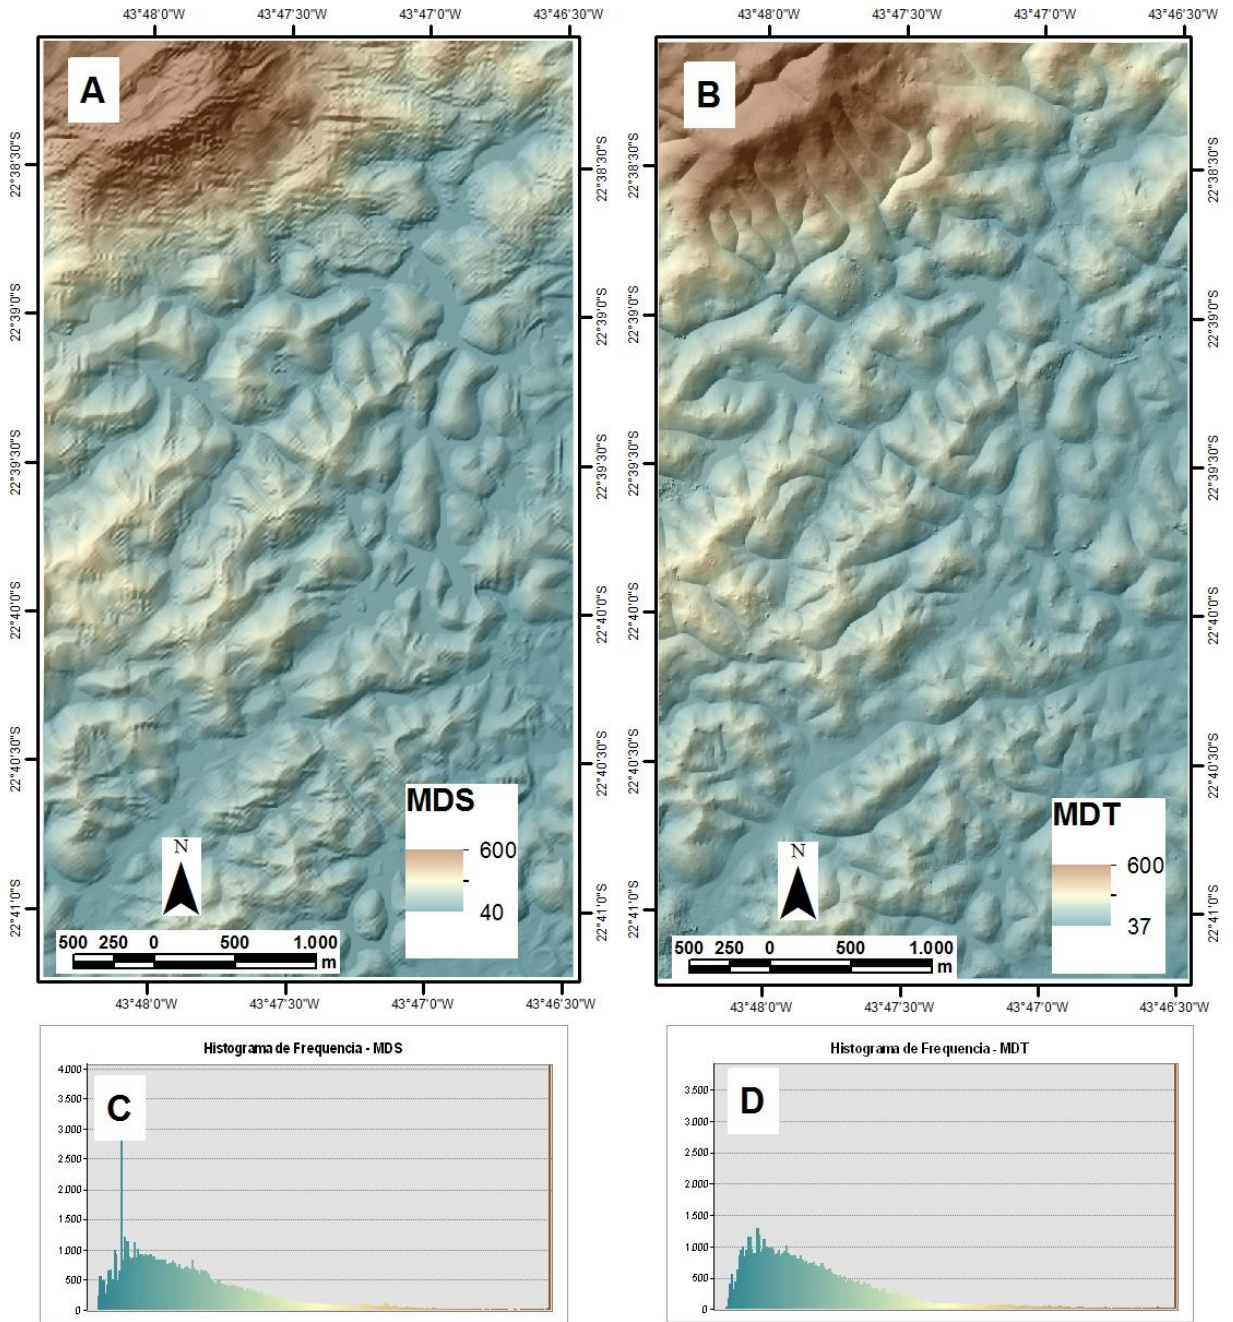 43°48'0"W 43°47'30"W 43°47'0"W 43°46'30"W
43°48'0"W 43°47'30"W 43°47'0"W 43°46'30"W
A
B
22°38'30"S
22°39'0"S
22°39'30"S
22°40'0"S
22°40'30"S
22°41'0"S
22°38'30"S
22°39'0"S
22°39'30"S
22°40'0"S
22°40'30"S
22°41'0"S
22°38'30"S
22°39'0"S
22°39'30"S
22°40'0"S
22°40'30"S
22°41'0"S
22°38'30"S
22°39'0"S
22°39'30"S
22°40'0"S
22°40'30"S
22°41'0"S
MDS
600
40
N
500 250 0 500 1.000
m
MDT
600
37
N
500 250 0 500 1.000
m
43°48'0"W 43°47'30"W 43°47'0"W 43°46'30"W
43°48'0"W 43°47'30"W 43°47'0"W 43°46'30"W
Histograma de Frequencia - MDS
4.000
3.500
3.000
2.500
2.000
1.500
1.000
500
0
C
Histograma de Frequencia - MDT
3.500
3.000
2.500
2.000
1.500
1.000
500
0
D